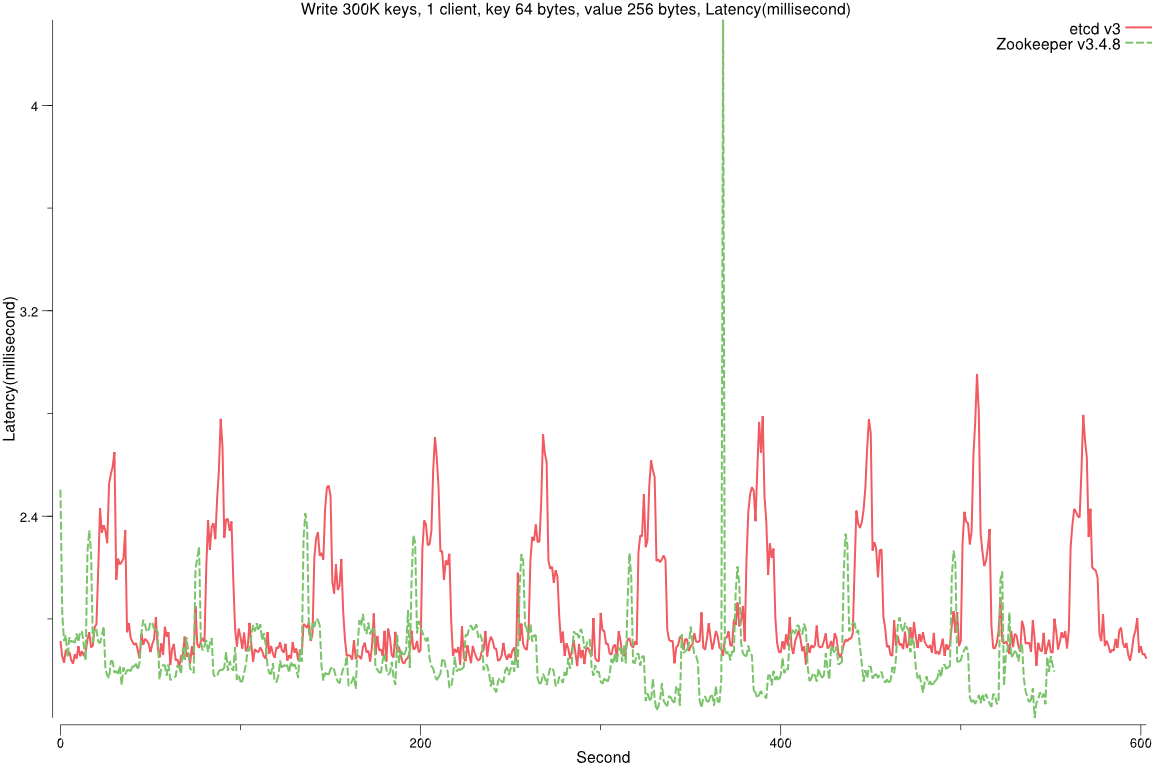 Write 300K keys, 1 client, key 64 bytes, value 256 bytes, Latency(millisecond)
etcd v3
Zookeeper v3.4.8
4
3.2
2.4
Latency(millisecond)
0
200
400
600
Second